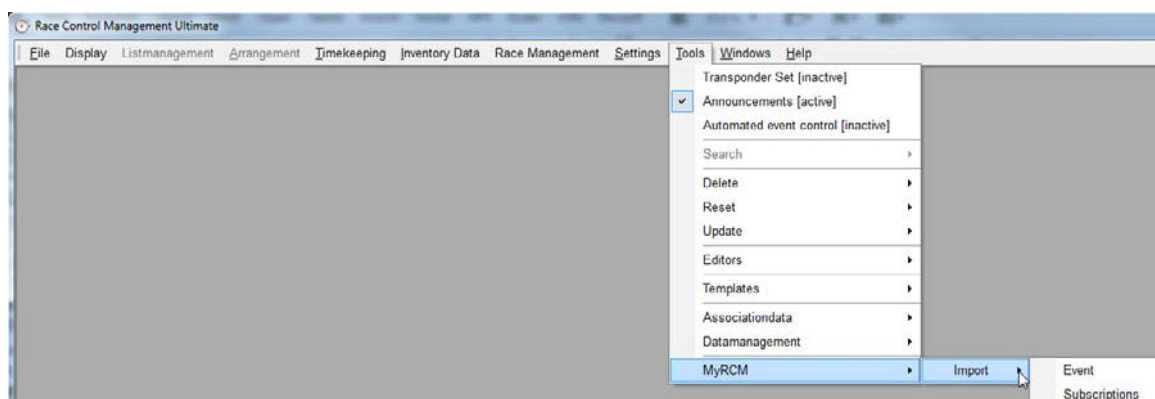 Race Control Management Ultimate
File Display Listmanagement Arrangement Timekeeping Inventory Data Race Management Settings Tools Windows Help
Transponder Set [inactive]
Announcements [active]
Automated event control [inactive]
Search
Delete
Reset
Update
Editors
Templates
Associationdata
Datamanagement
MyRCM Import Event
Subscriptions